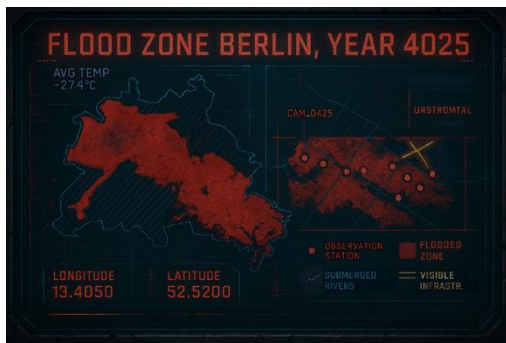 FLOOD ZONE BERLIN, YEAR 4025
AVG TEMP
-27.4°C
CAM_0425
URSTROMTAL
OBSERVATION
STATION
FLOODED
ZONE
SUBMERGED
RIVERS
VISIBLE
INFRASTR.
LONGITUDE
13.4050
LATITUDE
52.5200